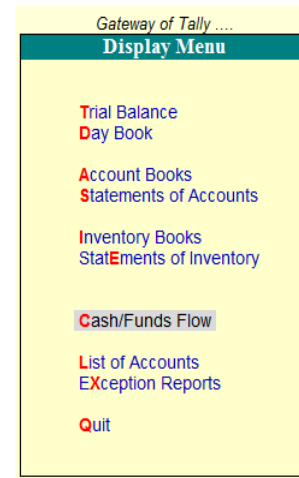 Gateway of Tally ....
Display Menu
Trial Balance
Day Book
Account Books
Statements of Accounts
Inventory Books
StatEments of Inventory
Cash/Funds Flow
List of Accounts
EXception Reports
Quit